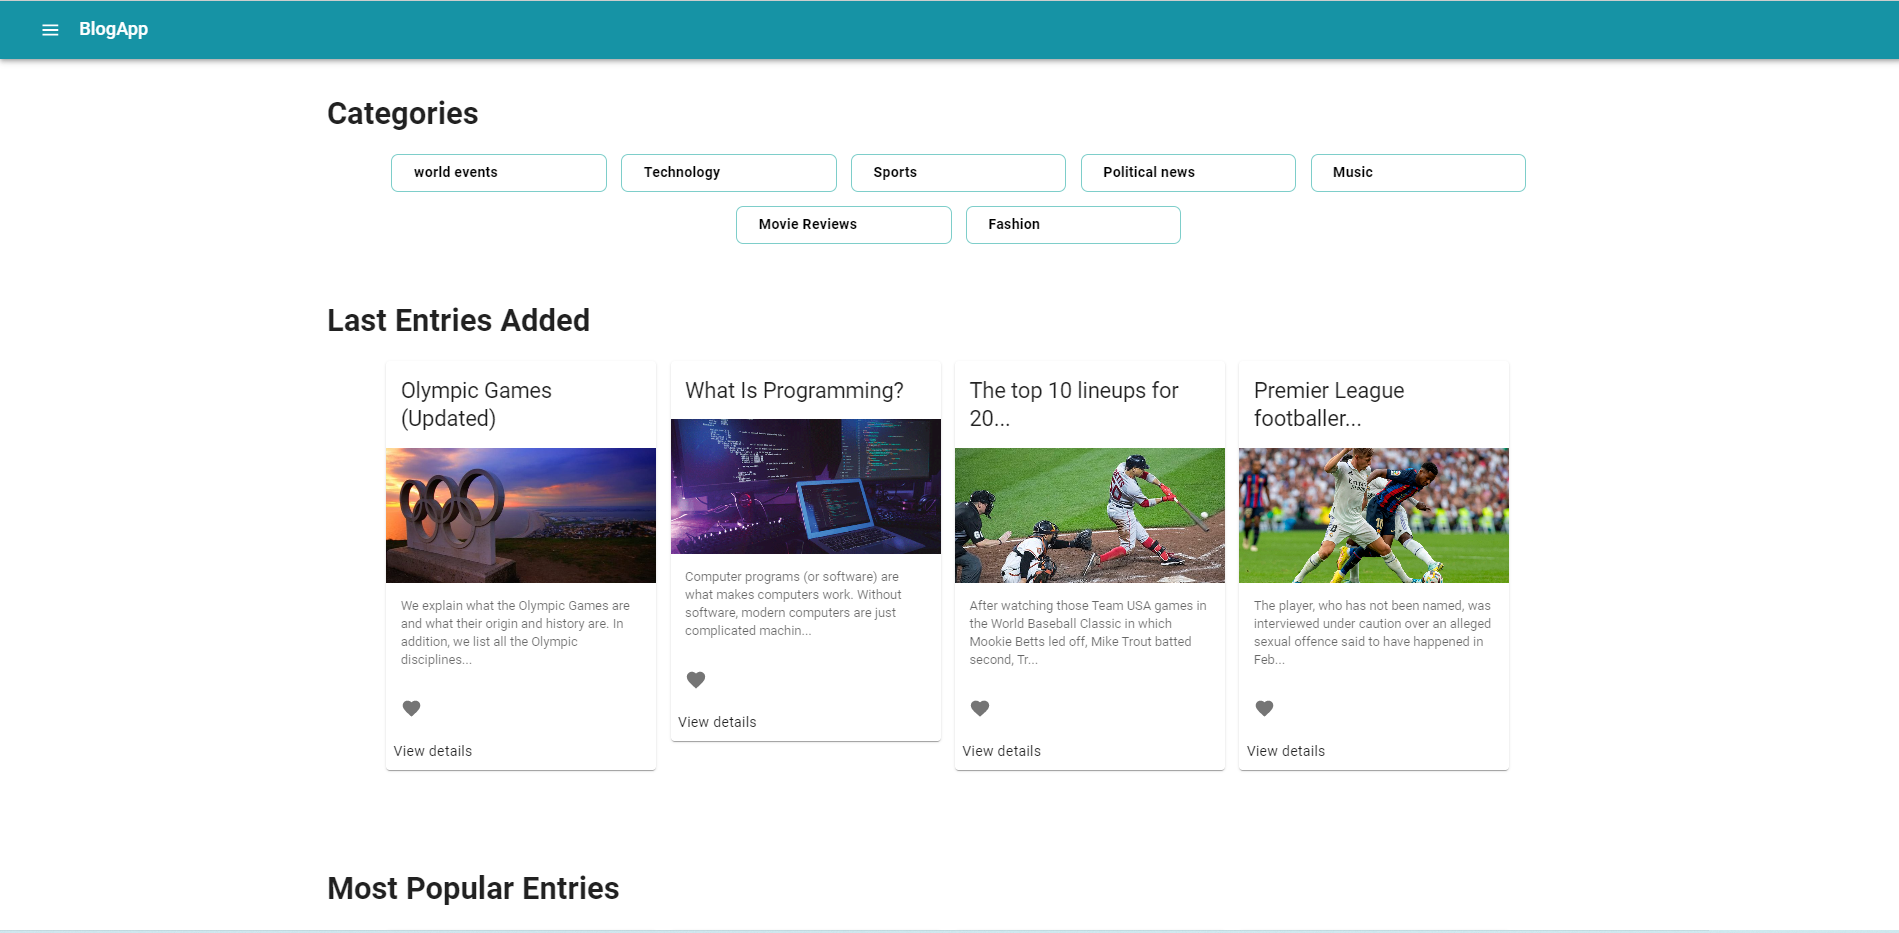 BlogApp
Categories
world events
Technology
Sports
Political news
Music
Movie Reviews
Fashion
Last Entries Added
Olympic Games
(Updated)
We explain what the Olympic Games are
and what their origin and history are. In
addition, we list all the Olympic
disciplines...
View details
What Is Programming?
Computer programs (or software) are
what makes computers work. Without
software, modern computers are just
complicated machin...
View details
The top 10 lineups for
20...
After watching those Team USA games in
the World Baseball Classic in which
Mookie Betts led off, Mike Trout batted
second, Tr...
View details
Premier League
footballer...
The player, who has not been named, was
interviewed under caution over an alleged
sexual offence said to have happened in
Feb...
View details
Most Popular Entries